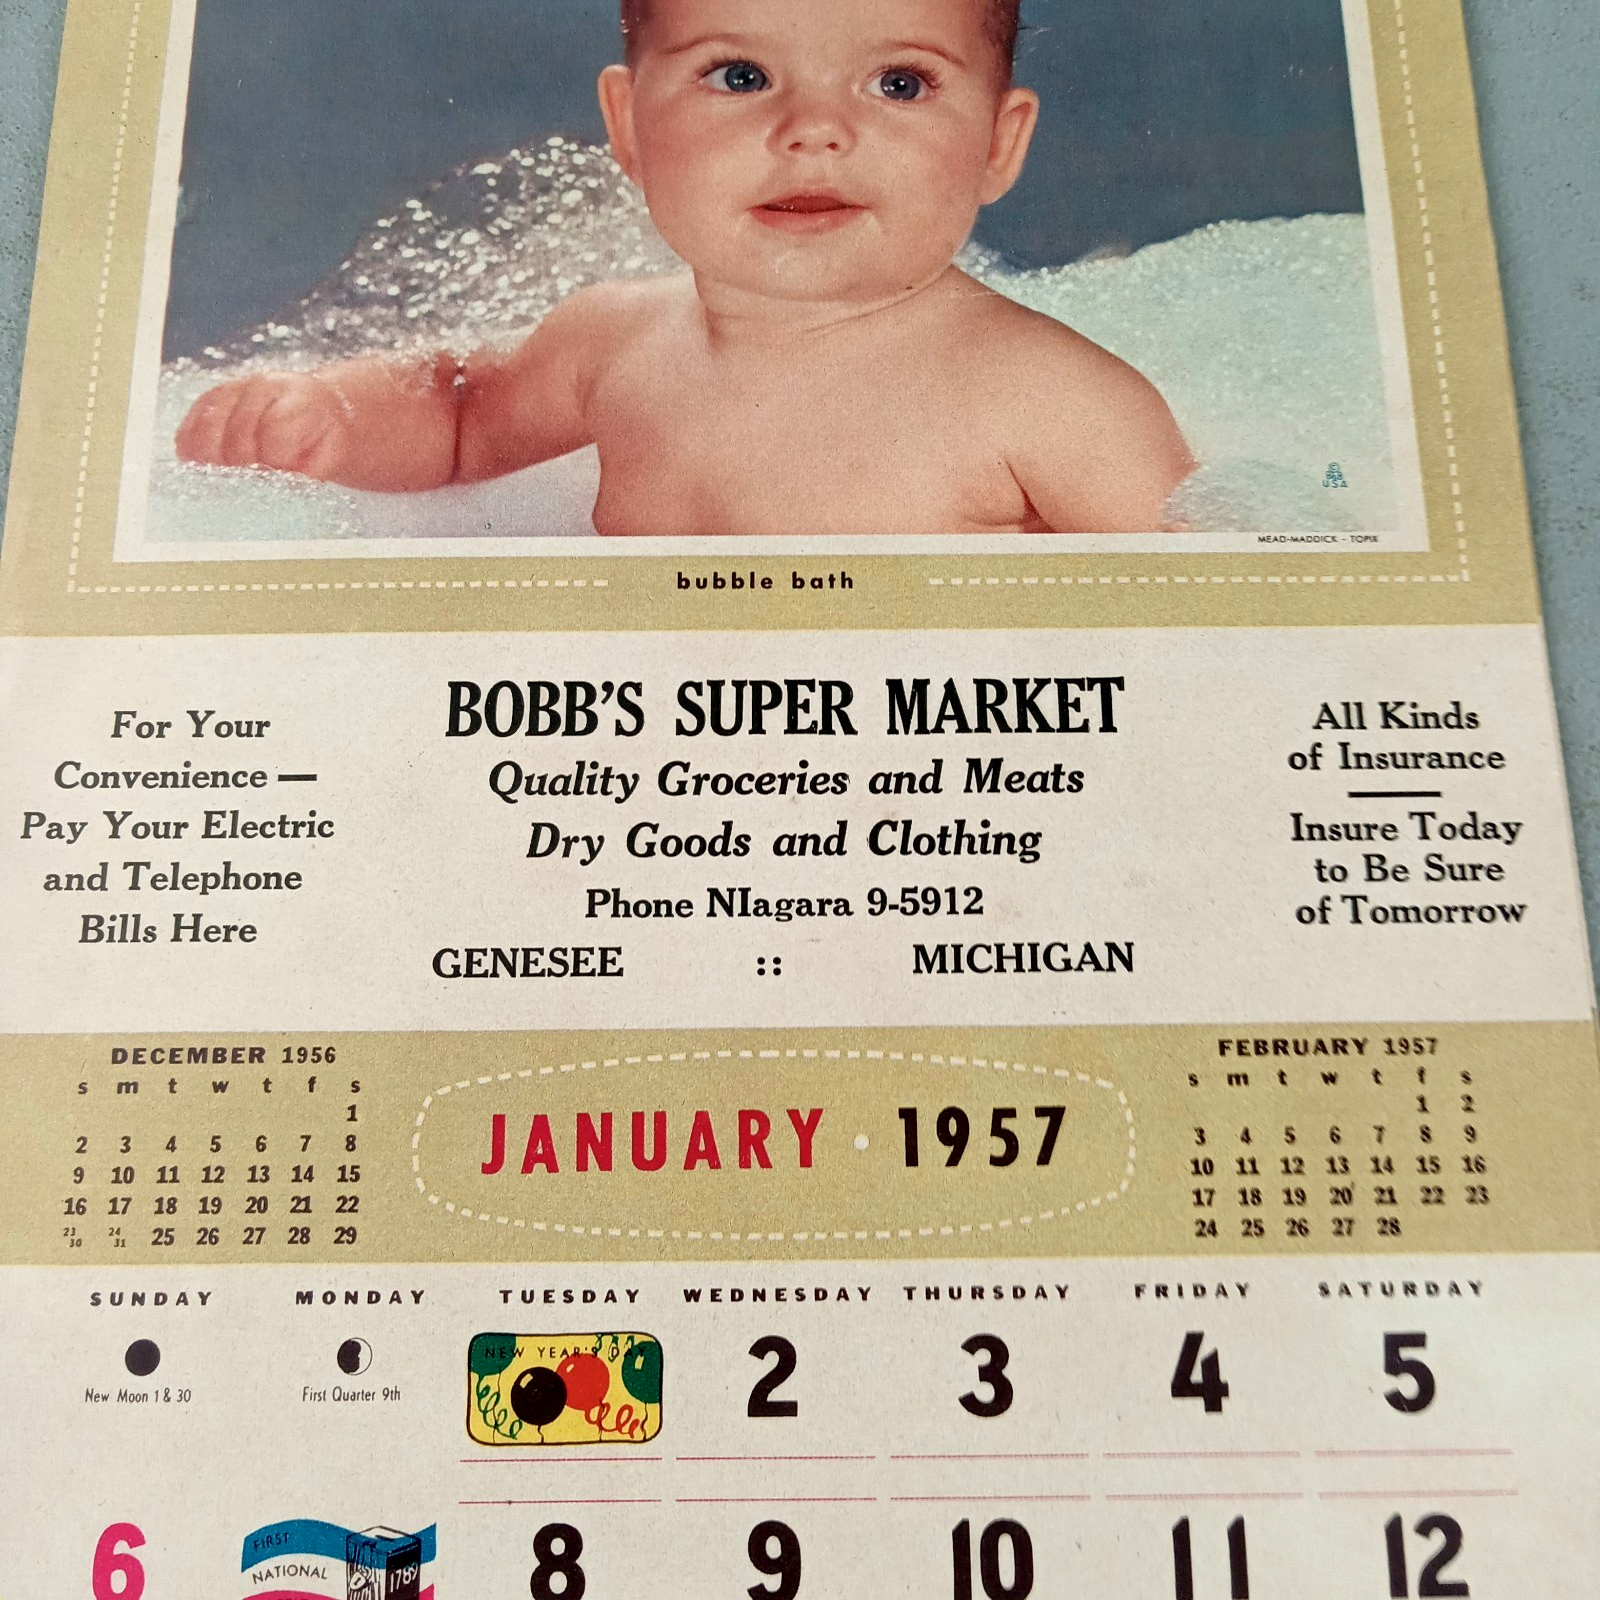 USA
MEAD-MADDICK - TOPIX
bubble bath
For Your
Convenience —
Pay Your Electric
and Telephone
Bills Here
BOBB'S SUPER MARKET
Quality Groceries and Meats
Dry Goods and Clothing
Phone NIagara 9-5912
GENESEE :: MICHIGAN
All Kinds
of Insurance
Insure Today
to Be Sure
of Tomorrow
DECEMBER 1956
s m t w t f s
1
2 3 4 5 6 7 8
9 10 11 12 13 14 15
16 17 18 19 20 21 22
23/30 24/31 25 26 27 28 29
JANUARY · 1957
FEBRUARY 1957
s m t w t f s
1 2
3 4 5 6 7 8 9
10 11 12 13 14 15 16
17 18 19 20 21 22 23
24 25 26 27 28
SUNDAY MONDAY TUESDAY WEDNESDAY THURSDAY FRIDAY SATURDAY
New Moon 1 & 30
First Quarter 9th
NEW YEAR'S DAY
2 3 4 5
6
FIRST
NATIONAL
1789
8 9 10 11 12